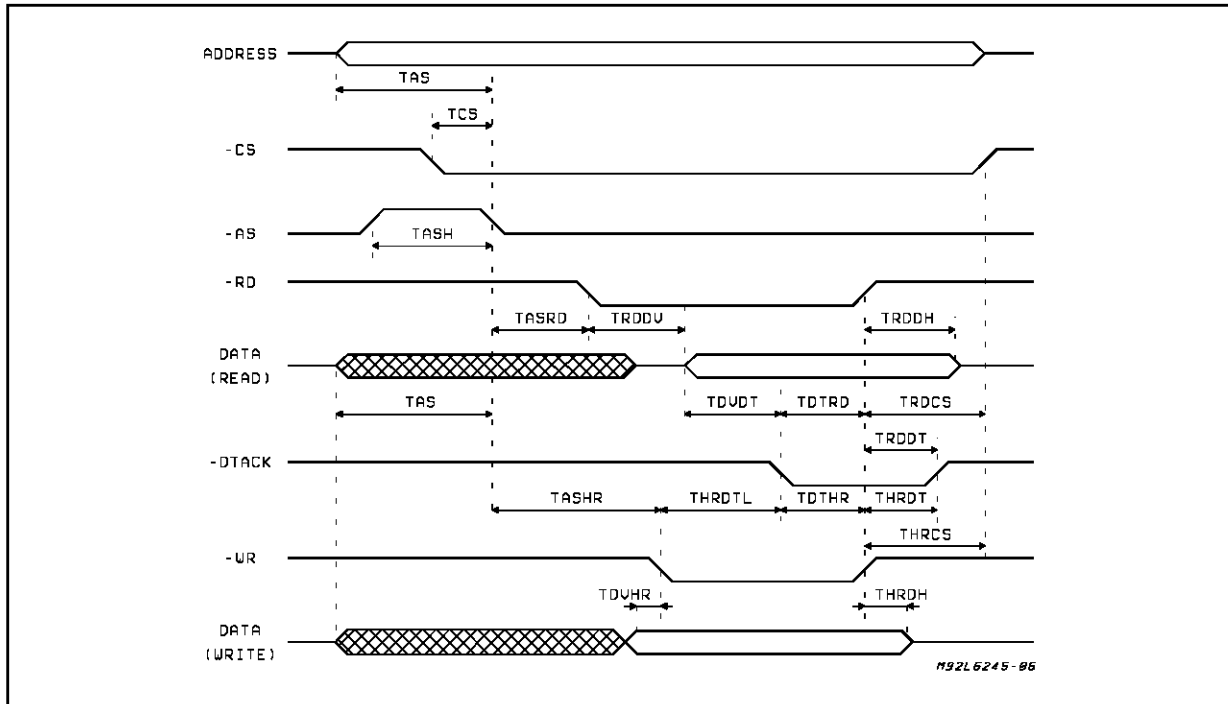 ADDRESS
TAS
TCS
-CS
-AS
TASH
-RD
TASRD TRDDV TRDDH
DATA
(READ)
TAS TDVDT TDTRD TRDCS
TRDDT
-DTACK
TASHR THRDTL TDTHR THRDT
THRCS
-WR
TDVHR THRDH
DATA
(WRITE)
M92L6245-06